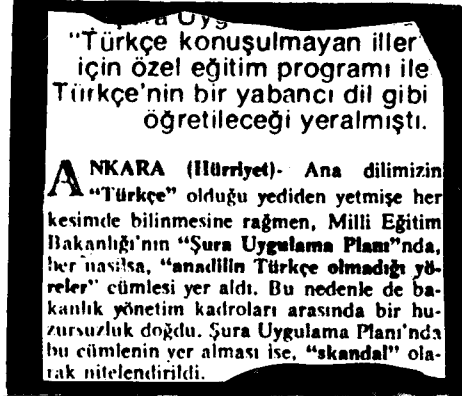 Şura Uyg
"Türkçe konuşulmayan iller
için özel eğitim programı ile
Türkçe'nin bir yabancı dil gibi
öğretileceği yeralmıştı.
ANKARA (Hürriyet)- Ana dilimizin
"Türkçe" olduğu yediden yetmişe her
kesimde bilinmesine rağmen, Milli Eğitim
Bakanlığı'nın "Şura Uygulama Planı"nda,
her nasılsa, "anadilin Türkçe olmadığı yö-
reler" cümlesi yer aldı. Bu nedenle de ba-
kanlık yönetim kadroları arasında bir hu-
zursuzluk doğdu. Şura Uygulama Planı'nda
bu cümlenin yer alması ise, "skandal" ola-
rak nitelendirildi.